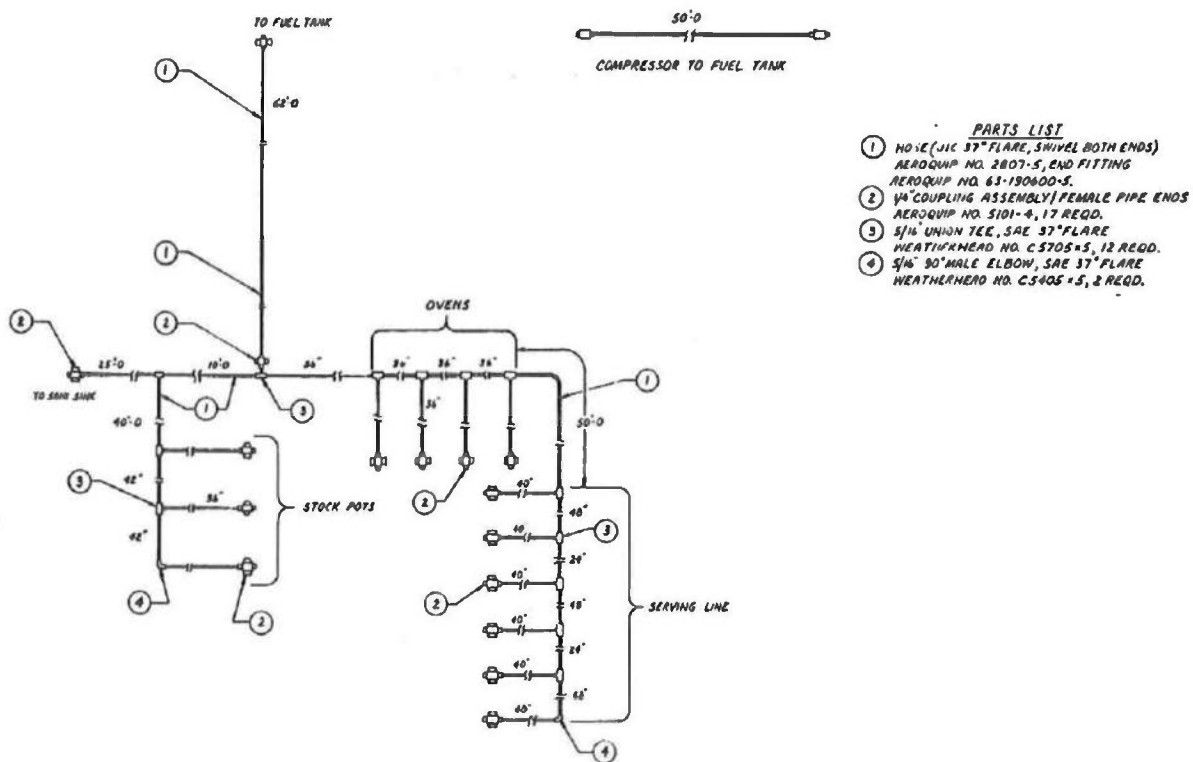 TO FUEL TANK
50'-0
COMPRESSOR TO FUEL TANK
1
62'-0
PARTS LIST
1 HOSE (JIC 37° FLARE, SWIVEL BOTH ENDS)
AEROQUIP NO. 2807-5, END FITTING
AEROQUIP NO. 63-190600-5.
2 1/4" COUPLING ASSEMBLY/FEMALE PIPE ENDS
AEROQUIP NO. 5101-4, 17 REQD.
3 5/16" UNION TEE, SAE 37° FLARE
WEATHERHEAD NO. C5705x5, 12 REQD.
4 5/16" 90° MALE ELBOW, SAE 37° FLARE
WEATHERHEAD NO. C5405x5, 2 REQD.
1
OVENS
2
2
25'-0
10'-0
36"
36"
36"
36"
1
TO SANI
1
3
36"
50'-0
40'-0
3
42"
36"
STOCK POTS
2
40"
48"
42"
40
3
24"
4
2
2
40"
48"
SERVING LINE
40"
24"
40"
48"
4